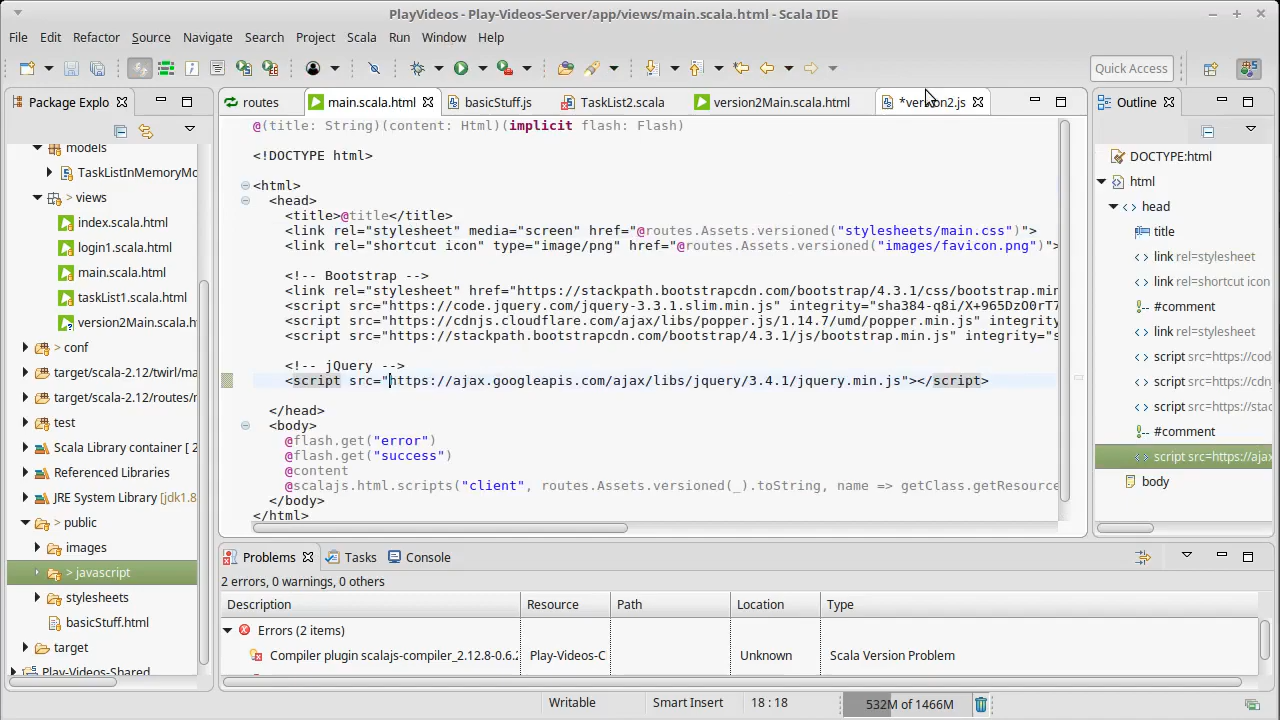 PlayVideos - Play-Videos-Server/app/views/main.scala.html - Scala IDE
File Edit Refactor Source Navigate Search Project Scala Run Window Help
Quick Access
Package Explo
routes main.scala.html basicStuff.js TaskList2.scala version2Main.scala.html *version2.js
Outline
models
TaskListInMemoryMo
> views
index.scala.html
login1.scala.html
main.scala.html
taskList1.scala.html
version2Main.scala.h
> conf
target/scala-2.12/twirl/ma
target/scala-2.12/routes/r
test
Scala Library container [ 2
Referenced Libraries
JRE System Library [jdk1.8
> public
images
> javascript
stylesheets
basicStuff.html
target
Play-Videos-Shared
@(title: String)(content: Html)(implicit flash: Flash)
<!DOCTYPE html>
<html>
<head>
<title>@title</title>
<link rel="stylesheet" media="screen" href="@routes.Assets.versioned("stylesheets/main.css")">
<link rel="shortcut icon" type="image/png" href="@routes.Assets.versioned("images/favicon.png")">
<!-- Bootstrap -->
<link rel="stylesheet" href="https://stackpath.bootstrapcdn.com/bootstrap/4.3.1/css/bootstrap.min
<script src="https://code.jquery.com/jquery-3.3.1.slim.min.js" integrity="sha384-q8i/X+965DzO0rT7
<script src="https://cdnjs.cloudflare.com/ajax/libs/popper.js/1.14.7/umd/popper.min.js" integrity
<script src="https://stackpath.bootstrapcdn.com/bootstrap/4.3.1/js/bootstrap.min.js" integrity="s
<!-- jQuery -->
<script src="https://ajax.googleapis.com/ajax/libs/jquery/3.4.1/jquery.min.js"></script>
</head>
<body>
@flash.get("error")
@flash.get("success")
@content
@scalajs.html.scripts("client", routes.Assets.versioned(_).toString, name => getClass.getResource
</body>
</html>
DOCTYPE:html
html
head
title
link rel=stylesheet
link rel=shortcut icon
#comment
link rel=stylesheet
script src=https://cod
script src=https://cdn
script src=https://sta
#comment
script src=https://ajax
body
Problems Tasks Console
2 errors, 0 warnings, 0 others
Description Resource Path Location Type
Errors (2 items)
Compiler plugin scalajs-compiler_2.12.8-0.6.2 Play-Videos-C Unknown Scala Version Problem
Writable Smart Insert 18 : 18 532M of 1466M